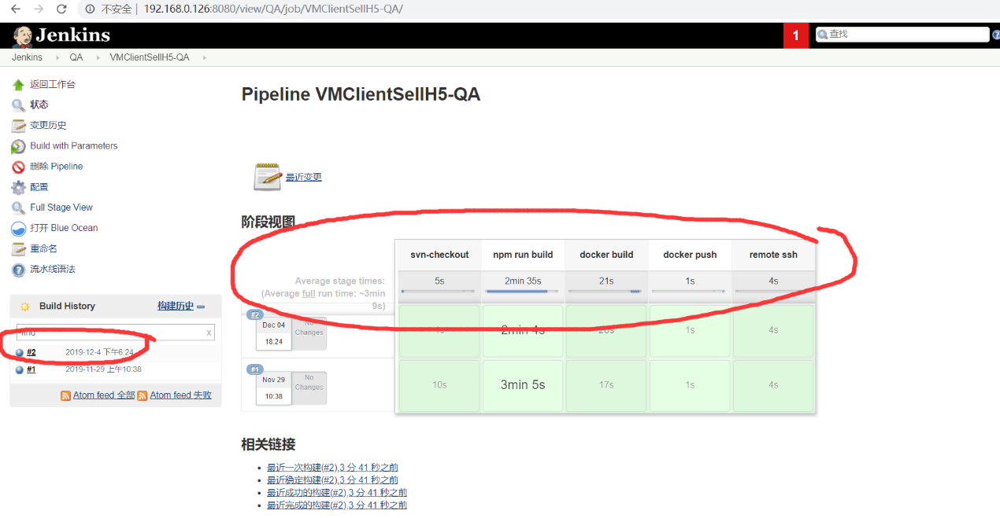 不安全 | 192.168.0.126:8080/view/QA/job/VMClientSellH5-QA/
Jenkins
1
查找
Jenkins
QA
VMClientSellH5-QA
返回工作台
状态
变更历史
Build with Parameters
删除 Pipeline
配置
Full Stage View
打开 Blue Ocean
重命名
流水线语法
Build History
构建历史
find
x
#2 2019-12-4 下午6:24
#1 2019-11-29 上午10:38
Atom feed 全部
Atom feed 失败
Pipeline VMClientSellH5-QA
最近变更
阶段视图
svn-checkout
npm run build
docker build
docker push
remote ssh
Average stage times:
(Average full run time: ~3min
9s)
5s
2min 35s
21s
1s
4s
#2
Dec 04
18:24
No
Changes
2min 4s
1s
4s
#1
Nov 29
10:38
No
Changes
10s
3min 5s
17s
1s
4s
相关链接
最近一次构建(#2),3 分 41 秒之前
最近稳定构建(#2),3 分 41 秒之前
最近成功的构建(#2),3 分 41 秒之前
最近完成的构建(#2),3 分 41 秒之前